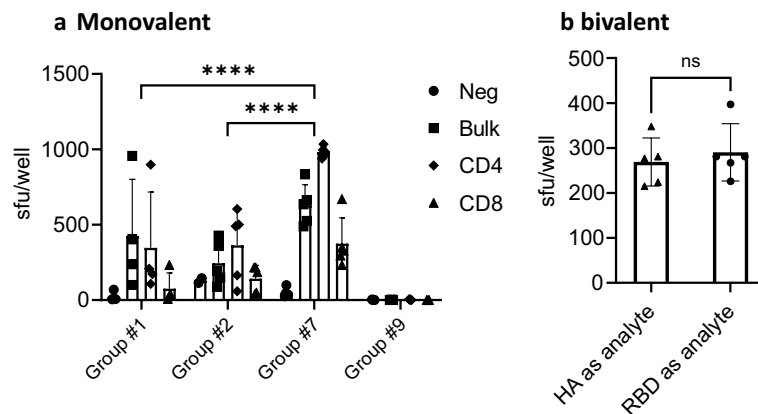 a Monovalent
1500
1000
500
0
sfu/well
****
****
Neg
Bulk
CD4
CD8
Group #1
Group #2
Group #7
Group #9
b bivalent
500
400
300
200
100
0
sfu/well
ns
HA as analyte
RBD as analyte